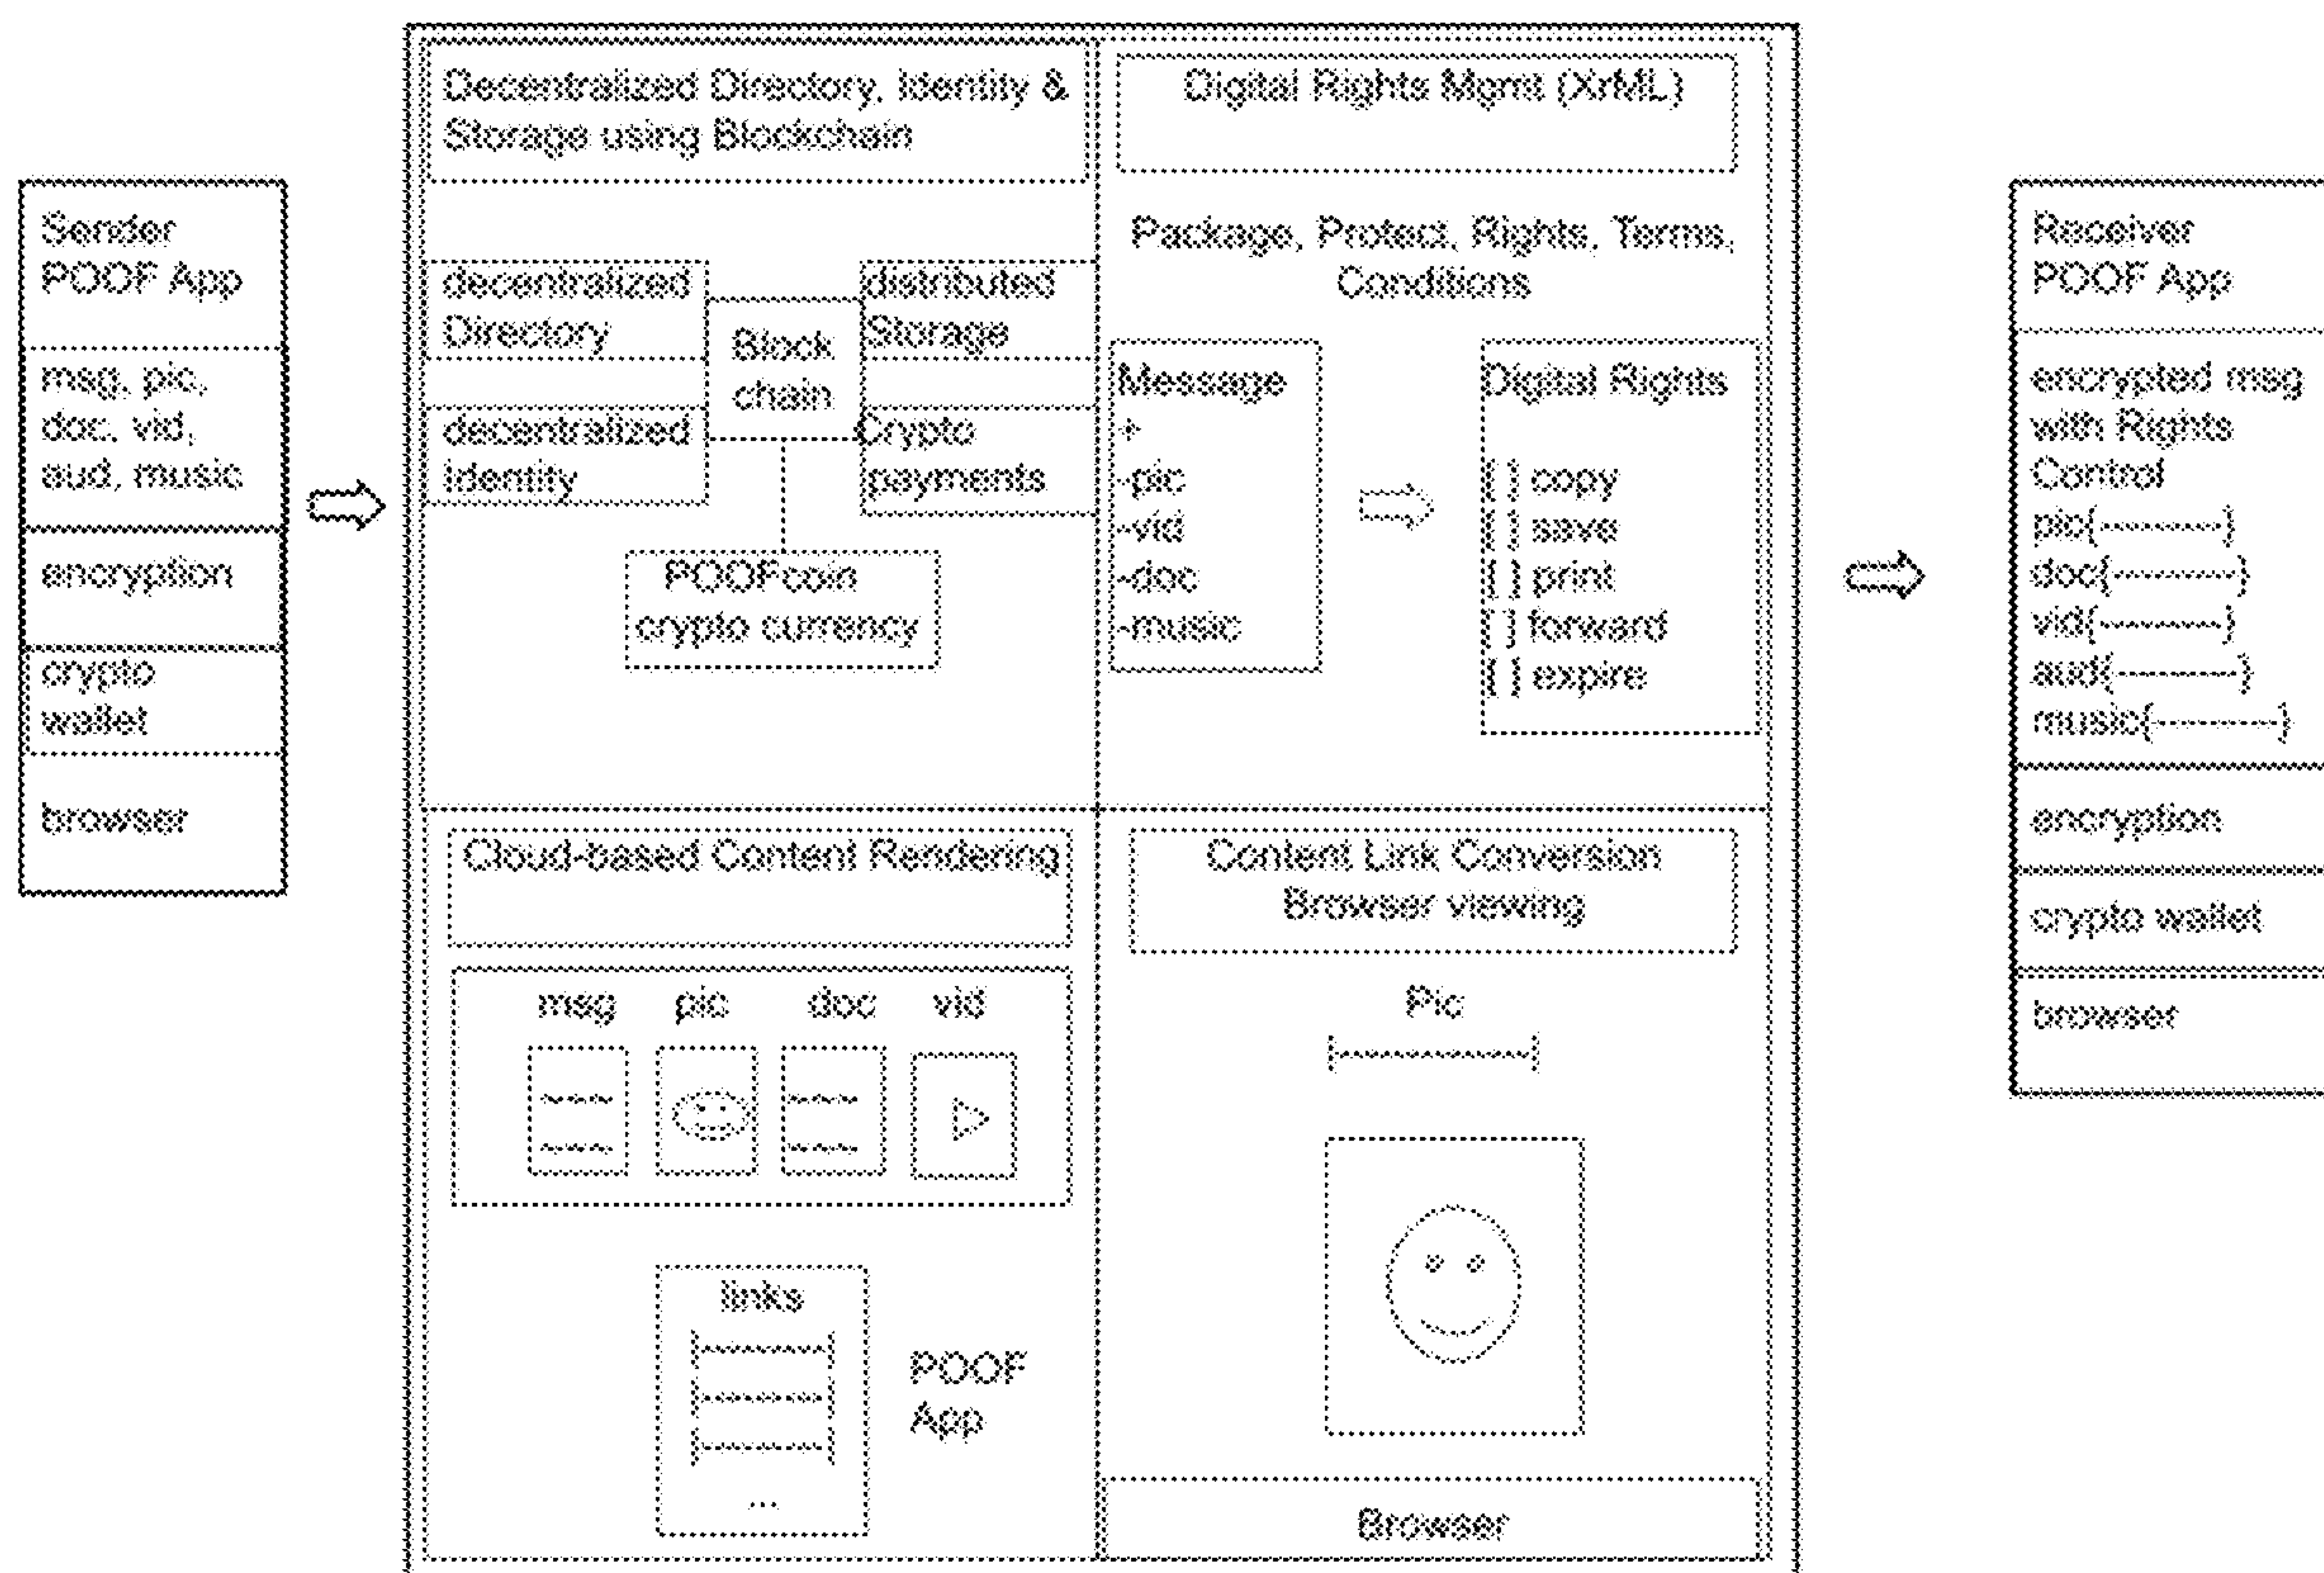 Sender
POOF App
msg, pic,
doc, vid,
aud, music
encryption
crypto
wallet
browser
Decentralized Directory, Identity &
Storage using Blockchain
decentralized
Directory
decentralized
Identity
Block
chain
distributed
Storage
Crypto
payments
POOFcoin
crypto currency
Digital Rights Mgmt (XrML)
Package, Protect, Rights, Terms,
Conditions
Message
+
-pic
-vid
-doc
-music
Digital Rights
[ ] copy
[ ] save
[ ] print
[ ] forward
[ ] expire
Cloud-based Content Rendering
msg pic doc vid
links
...
POOF
App
Content Link Conversion
Browser viewing
Pic
Browser
Receiver
POOF App
encrypted msg
with Rights
Control
pic{----------}
doc{----------}
vid{----------}
aud{----------}
music{----------}
encryption
crypto wallet
browser